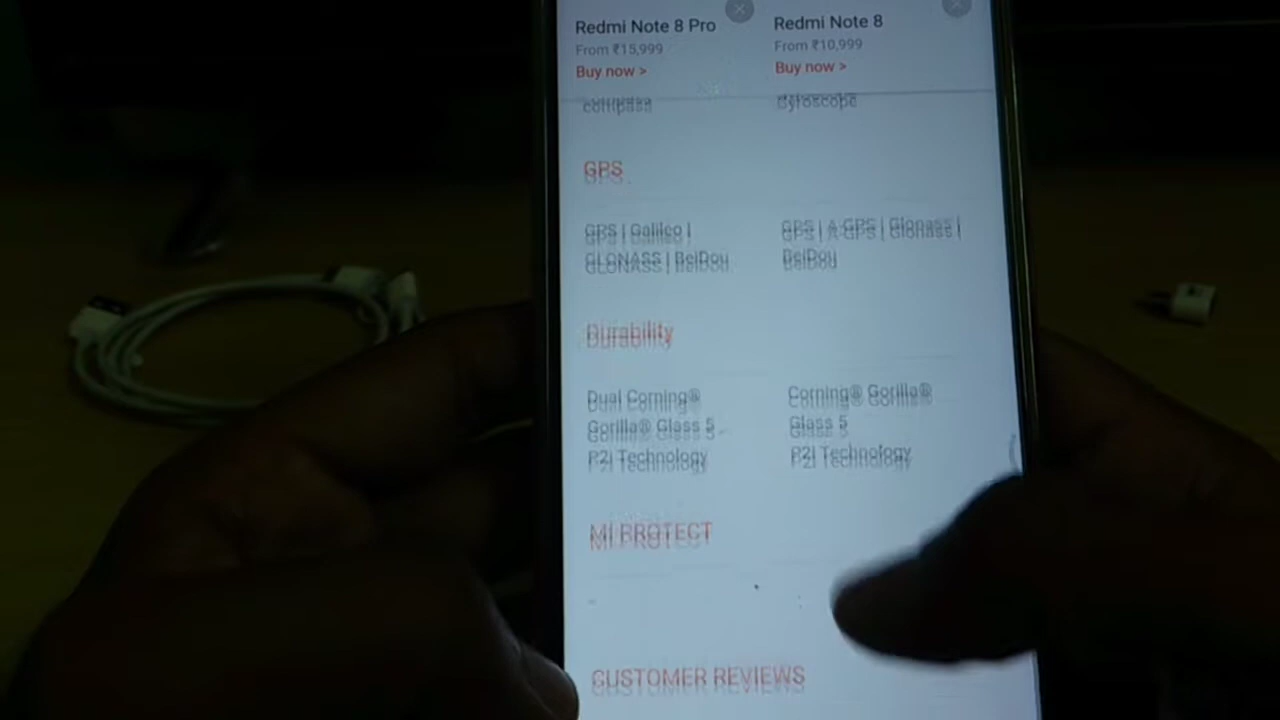 Redmi Note 8 Pro
From ₹15,999
Buy now >
Redmi Note 8
From ₹10,999
Buy now >
compass
Gyroscope
GPS
GPS | Galileo |
GLONASS | BeiDou
GPS | A-GPS | Glonass |
BeiDou
Durability
Dual Corning®
Gorilla® Glass 5
P2i Technology
Corning® Gorilla®
Glass 5
P2i Technology
MI PROTECT
CUSTOMER REVIEWS